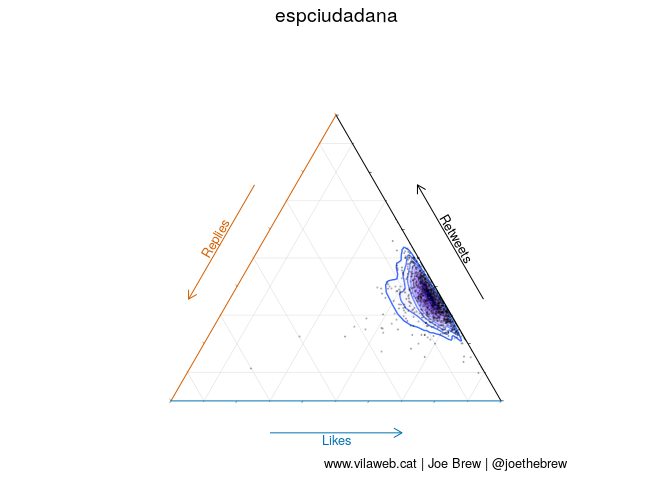 espciudadana
Replies
Retweets
Likes
www.vilaweb.cat | Joe Brew | @joethebrew